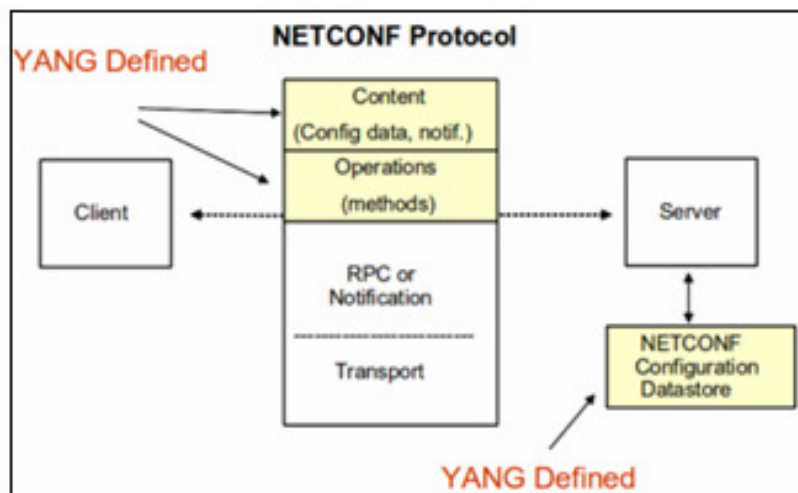 NETCONF Protocol
YANG Defined
Content
(Config data, notif.)
Operations
(methods)
Client
Server
RPC or
Notification
Transport
NETCONF
Configuration
Datastore
YANG Defined